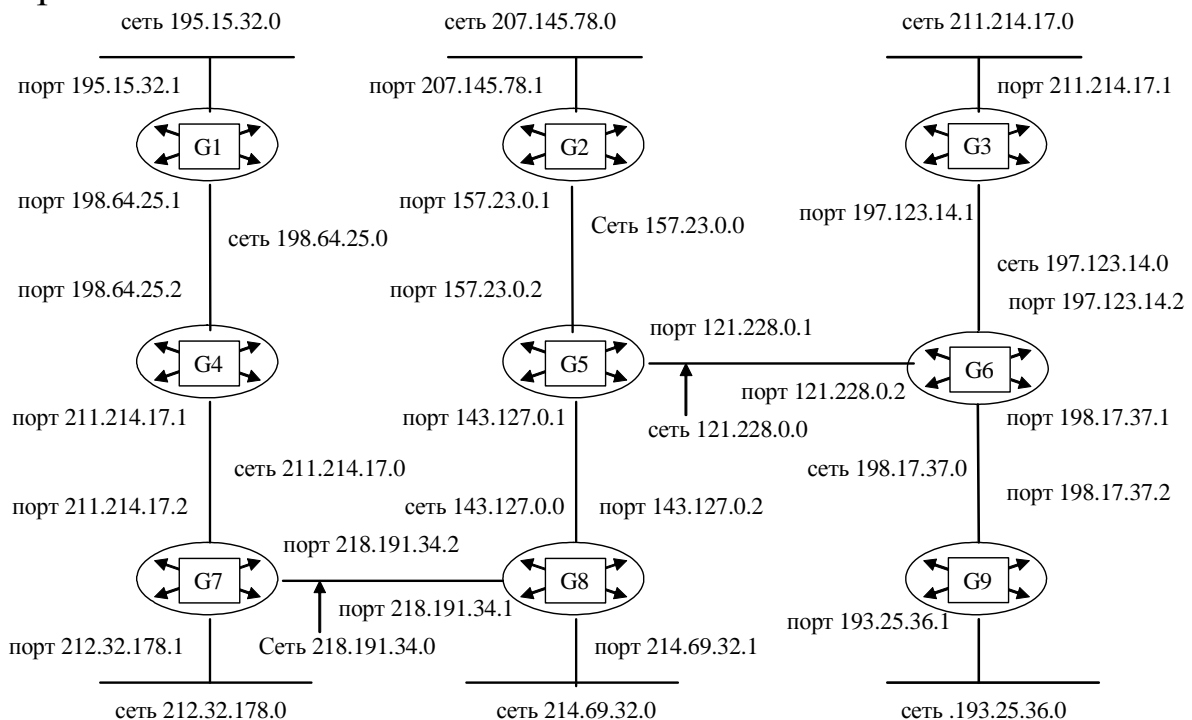 сеть 195.15.32.0
сеть 207.145.78.0
сеть 211.214.17.0
порт 195.15.32.1
порт 207.145.78.1
порт 211.214.17.1
G1
G2
G3
порт 198.64.25.1
порт 157.23.0.1
порт 197.123.14.1
сеть 198.64.25.0
Сеть 157.23.0.0
сеть 197.123.14.0
порт 198.64.25.2
порт 157.23.0.2
порт 197.123.14.2
порт 121.228.0.1
G4
G5
G6
порт 121.228.0.2
порт 211.214.17.1
порт 143.127.0.1
порт 198.17.37.1
сеть 121.228.0.0
сеть 211.214.17.0
сеть 198.17.37.0
порт 211.214.17.2
сеть 143.127.0.0
порт 143.127.0.2
порт 198.17.37.2
порт 218.191.34.2
G7
G8
G9
порт 218.191.34.1
порт 193.25.36.1
порт 212.32.178.1
Сеть 218.191.34.0
порт 214.69.32.1
сеть 212.32.178.0
сеть 214.69.32.0
сеть .193.25.36.0